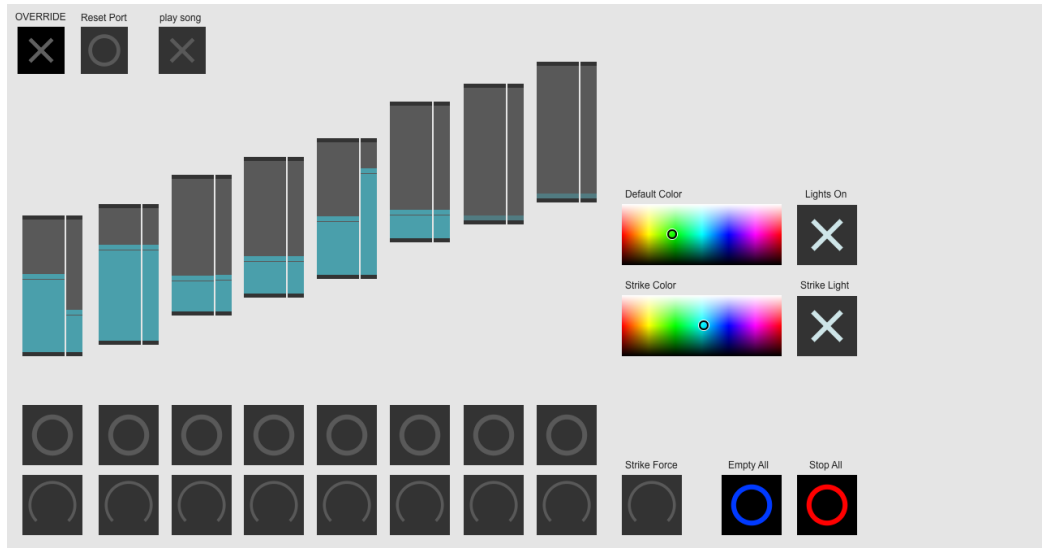 OVERRIDE
Reset Port
play song
Default Color
Lights On
Strike Color
Strike Light
Strike Force
Empty All
Stop All